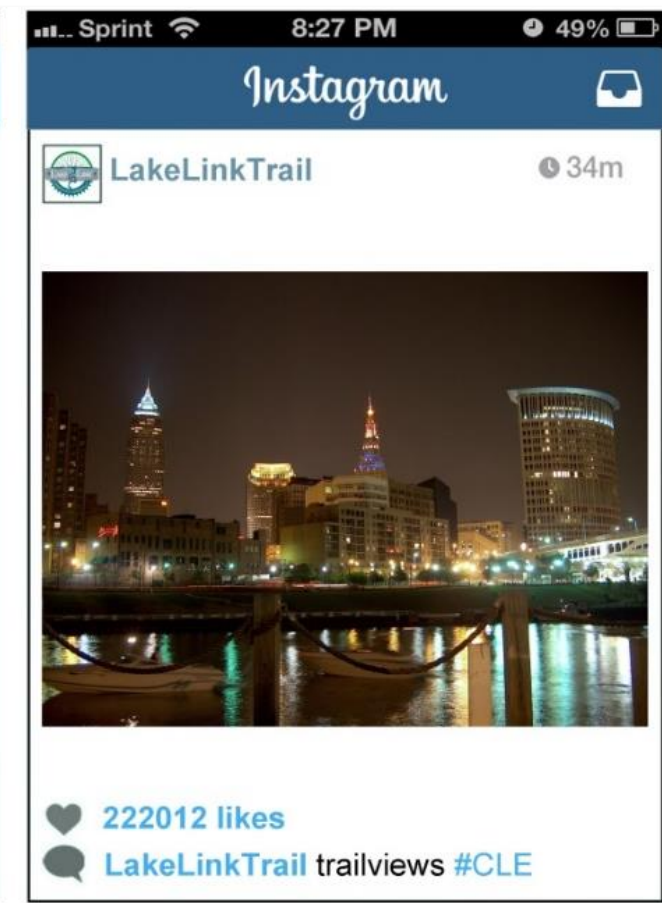 Sprint 8:27 PM 49%
Instagram
LakeLinkTrail 34m
222012 likes
LakeLinkTrail trailviews #CLE